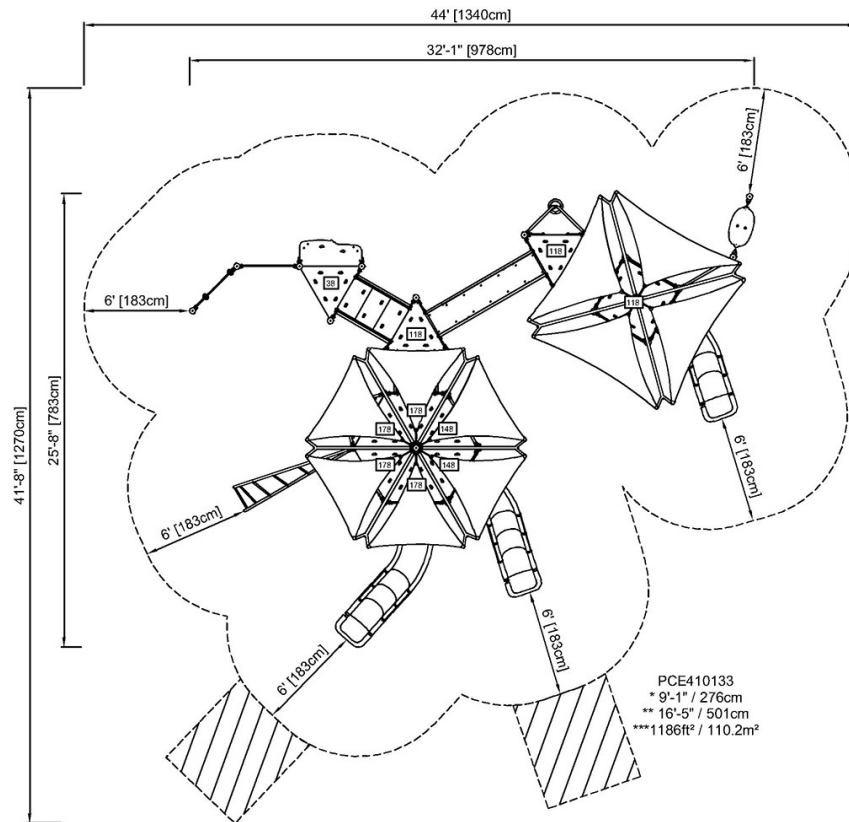 44' [1340cm]
32'-1" [978cm]
6' [183cm]
41'-8" [1270cm]
25'-8" [783cm]
118
38
6' [183cm]
118
118
178
178
148
178
148
178
6' [183cm]
6' [183cm]
6' [183cm]
6' [183cm]
PCE410133
* 9'-1" / 276cm
** 16'-5" / 501cm
***1186ft² / 110.2m²